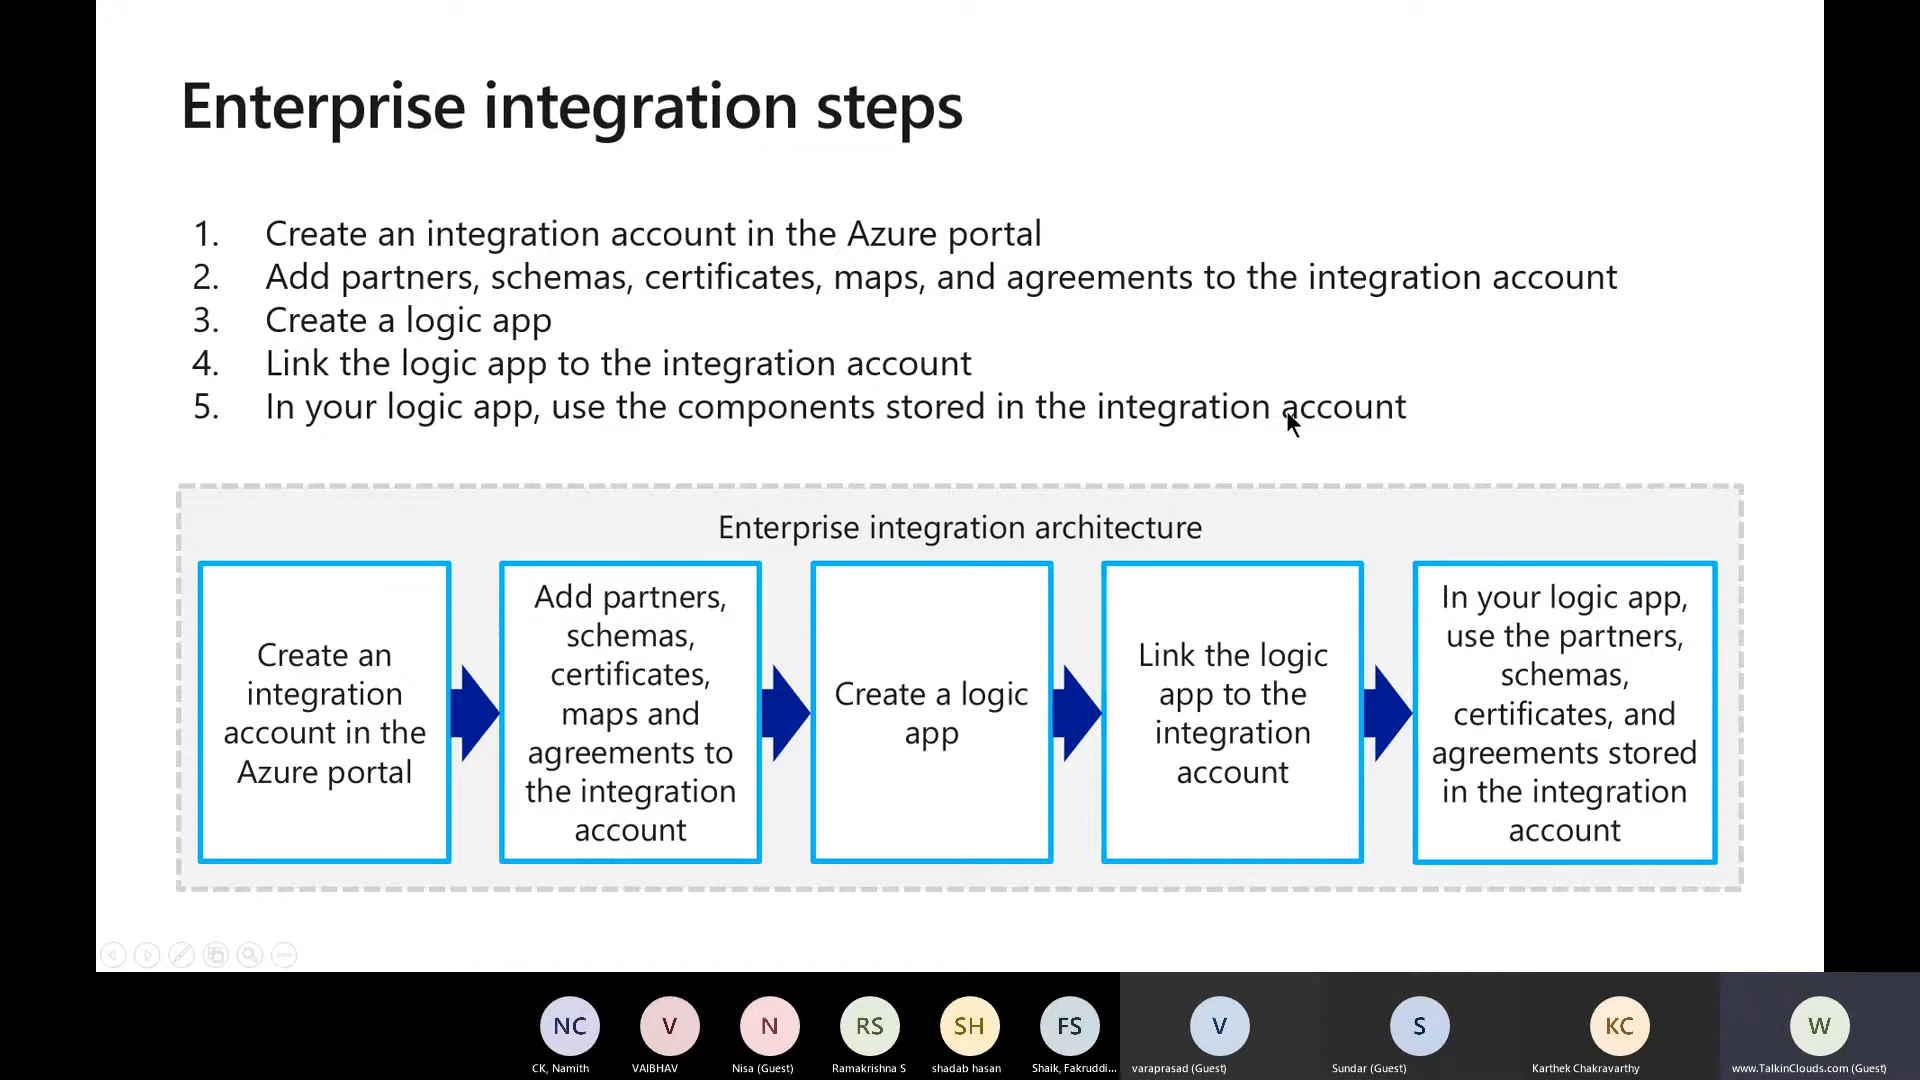 Enterprise integration steps
1. Create an integration account in the Azure portal
2. Add partners, schemas, certificates, maps, and agreements to the integration account
3. Create a logic app
4. Link the logic app to the integration account
5. In your logic app, use the components stored in the integration account
Enterprise integration architecture
Create an
integration
account in the
Azure portal
Add partners,
schemas,
certificates,
maps and
agreements to
the integration
account
Create a logic
app
Link the logic
app to the
integration
account
In your logic app,
use the partners,
schemas,
certificates, and
agreements stored
in the integration
account
NC
V
N
RS
SH
FS
V
S
KC
W
CK, Namith
VAIBHAV
Nisa (Guest)
Ramakrishna S
shadab hasan
Shaik, Fakruddi...
varaprasad (Guest)
Sundar (Guest)
Karthek Chakravarthy
www.TalkinClouds.com (Guest)